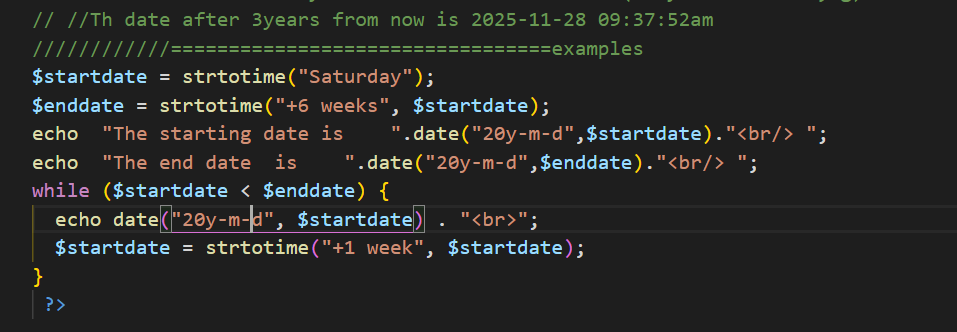 // //Th date after 3years from now is 2025-11-28 09:37:52am
////////////=================================examples
$startdate = strtotime("Saturday");
$enddate = strtotime("+6 weeks", $startdate);
echo  "The starting date is    ".date("20y-m-d",$startdate)."<br/> ";
echo  "The end date  is    ".date("20y-m-d",$enddate)."<br/> ";
while ($startdate < $enddate) {
  echo date("20y-m-d", $startdate) . "<br>";
  $startdate = strtotime("+1 week", $startdate);
}
 ?>